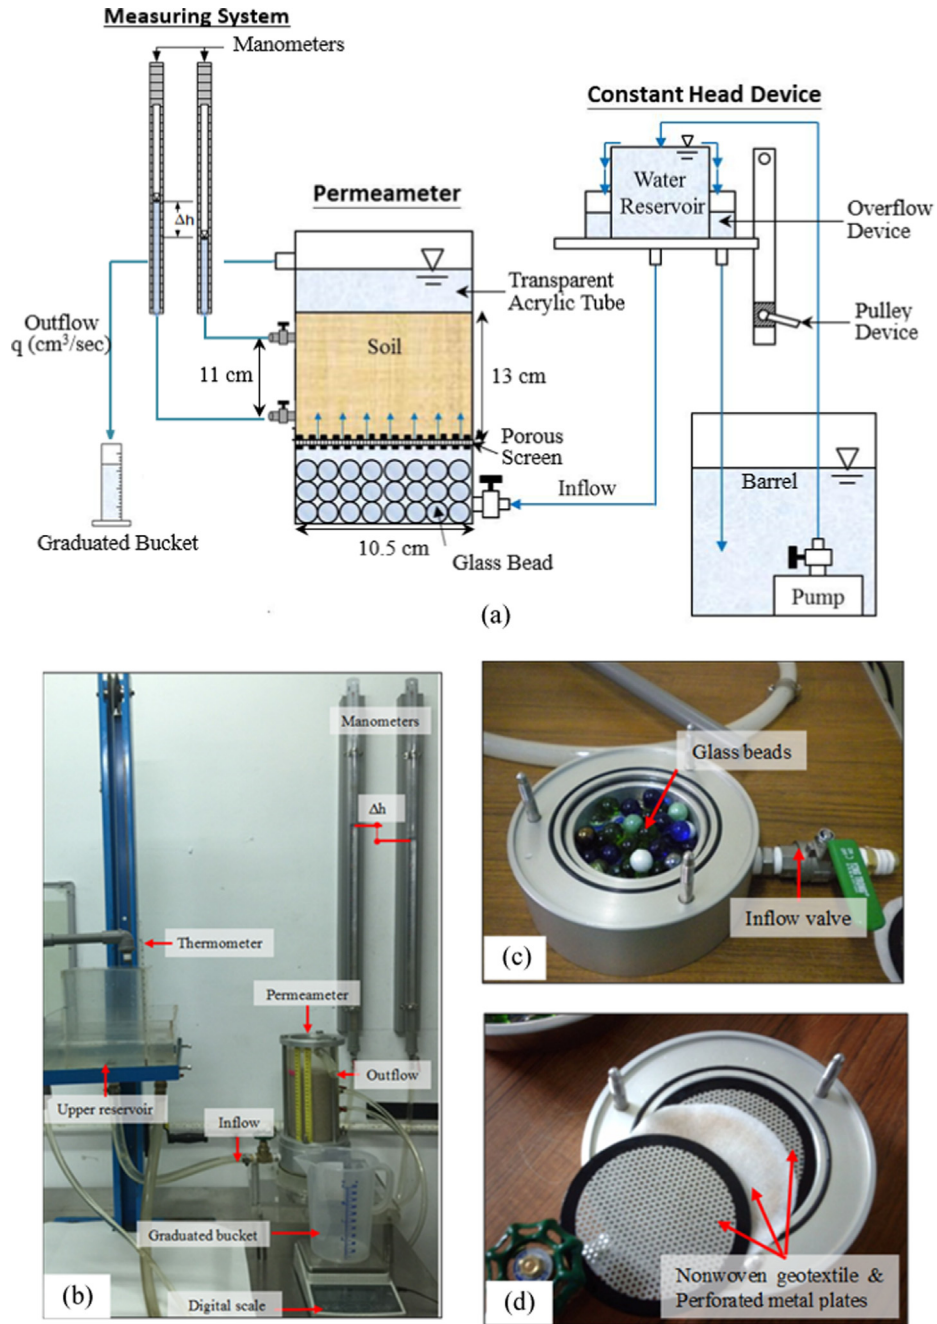 Measuring System
Manometers
Constant Head Device
Permeameter
Water
Reservoir
Overflow
Device
Δh
Transparent
Acrylic Tube
Pulley
Device
Outflow
q (cm³/sec)
Soil
11 cm
13 cm
Porous
Screen
Inflow
Barrel
Graduated Bucket
10.5 cm
Glass Bead
Pump
(a)
Manometers
Δh
Thermometer
Permeameter
Outflow
Upper reservoir
Inflow
Graduated bucket
Digital scale
(b)
Glass beads
Inflow valve
(c)
Nonwoven geotextile &
Perforated metal plates
(d)